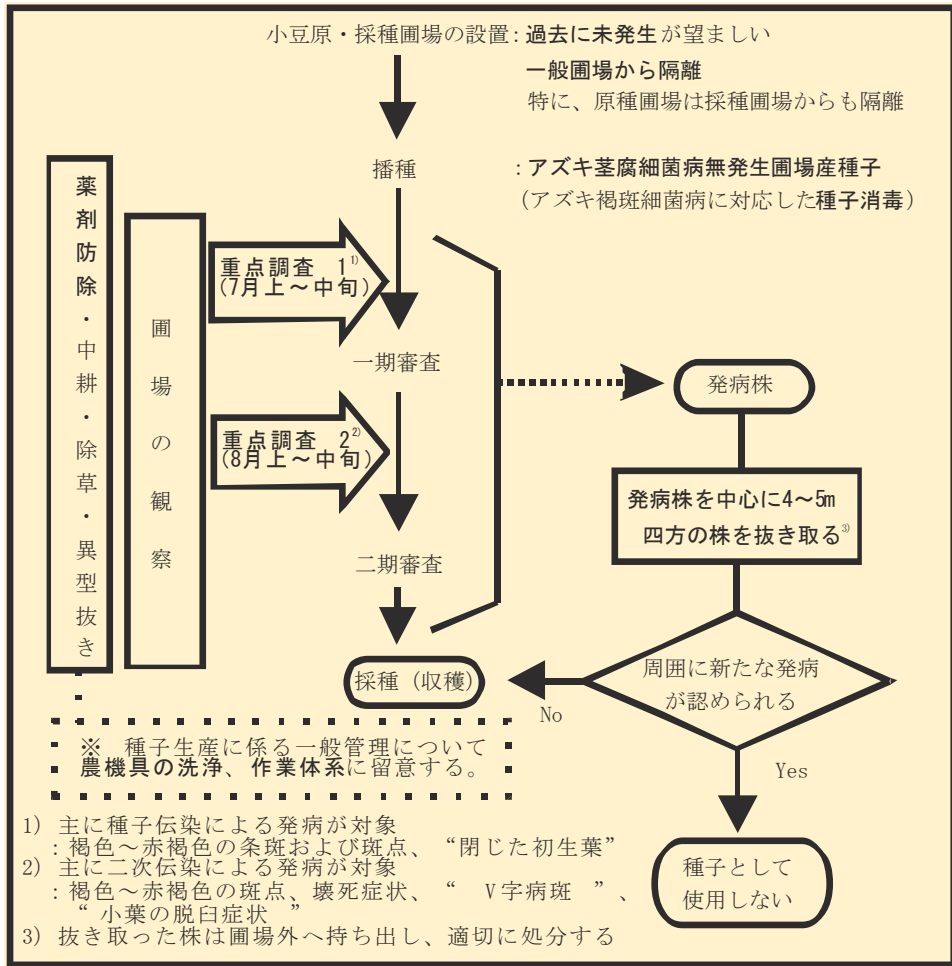 小豆原・採種圃場の設置：過去に未発生が望ましい
一般圃場から隔離
特に、原種圃場は採種圃場からも隔離
播種
：アズキ茎腐細菌病無発生圃場産種子
（アズキ褐斑細菌病に対応した種子消毒）
薬剤防除・中耕・除草・異型抜き
圃場の観察
重点調査 1 1)
(7月上～中旬)
一期審査
重点調査 2 2)
(8月上～中旬)
二期審査
採種（収穫）
発病株
発病株を中心に4～5m
四方の株を抜き取る3)
周囲に新たな発病
が認められる
No
Yes
種子として
使用しない
※ 種子生産に係る一般管理について
農機具の洗浄、作業体系に留意する。
1) 主に種子伝染による発病が対象
：褐色～赤褐色の条斑および斑点、“閉じた初生葉”
2) 主に二次伝染による発病が対象
：褐色～赤褐色の斑点、壊死症状、“ V字病斑 ”、
“ 小葉の脱臼症状 ”
3) 抜き取った株は圃場外へ持ち出し、適切に処分する